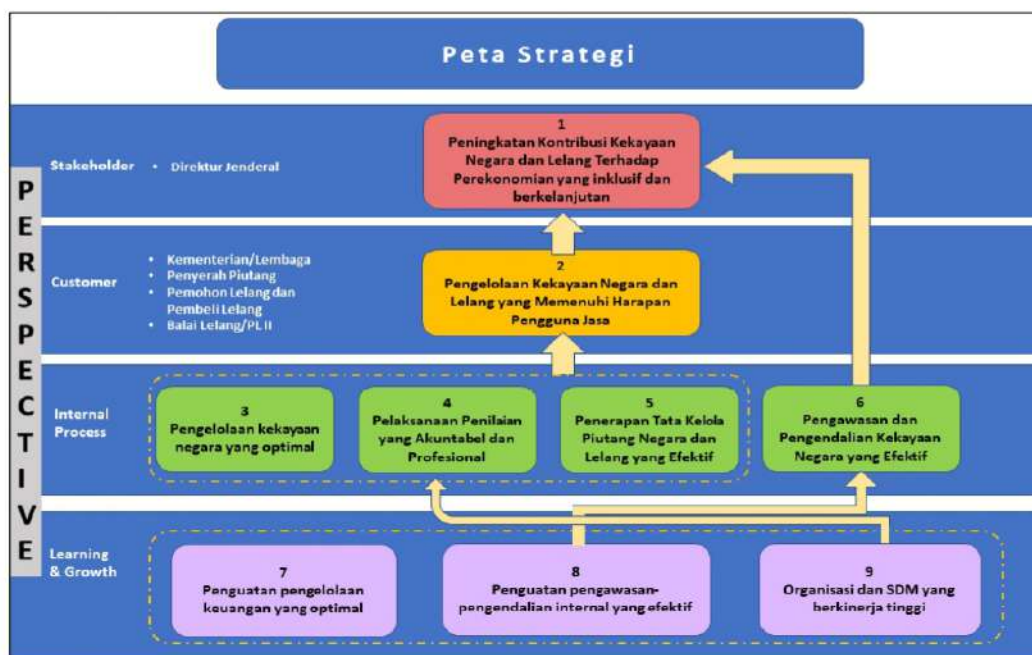 Peta Strategi
PERSPECTIVE
Stakeholder
• Direktur Jenderal
1
Peningkatan Kontribusi Kekayaan
Negara dan Lelang Terhadap
Perekonomian yang inklusif dan
berkelanjutan
Customer
• Kementerian/Lembaga
• Penyerah Piutang
• Pemohon Lelang dan
Pembeli Lelang
• Balai Lelang/PL II
2
Pengelolaan Kekayaan Negara dan
Lelang yang Memenuhi Harapan
Pengguna Jasa
Internal
Process
3
Pengelolaan kekayaan
negara yang optimal
4
Pelaksanaan Penilaian
yang Akuntabel dan
Profesional
5
Penerapan Tata Kelola
Piutang Negara dan
Lelang yang Efektif
6
Pengawasan dan
Pengendalian Kekayaan
Negara yang Efektif
Learning
& Growth
7
Penguatan pengelolaan
keuangan yang optimal
8
Penguatan pengawasan-
pengendalian internal yang efektif
9
Organisasi dan SDM yang
berkinerja tinggi